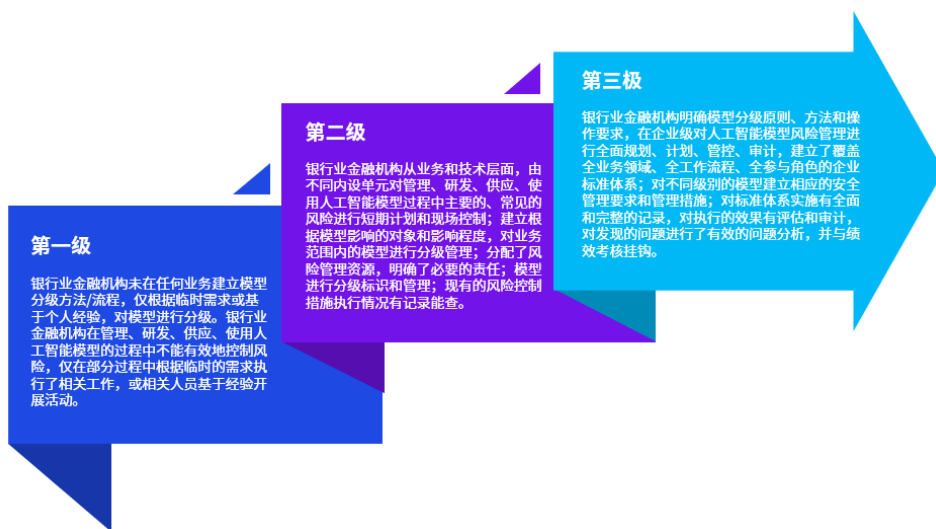 第一级
银行业金融机构未在任何业务建立模型
分级方法/流程，仅根据临时需求或基
于个人经验，对模型进行分级。银行业
金融机构在管理、研发、供应、使用人
工智能模型的过程中不能有效地控制风
险，仅在部分过程中根据临时的需求执
行了相关工作，或相关人员基于经验开
展活动。
第二级
银行业金融机构从业务和技术层面，由
不同内设单元对管理、研发、供应、使
用人工智能模型过程中主要的、常见的
风险进行短期计划和现场控制；建立根
据模型影响的对象和影响程度，对业务
范围内的模型进行分级管理；分配了风
险管理资源，明确了必要的责任；模型
进行分级标识和管理；现有的风险控制
措施执行情况有记录能查。
第三极
银行业金融机构明确模型分级原则、方法和操
作要求，在企业级对人工智能模型风险管理进
行全面规划、计划、管控、审计，建立了覆盖
全业务领域、全工作流程、全参与角色的企业
标准体系；对不同级别的模型建立相应的安全
管理要求和管理措施；对标准体系实施有全面
和完整的记录，对执行的效果有评估和审计，
对发现的问题进行了有效的问题分析，并与绩
效考核挂钩。